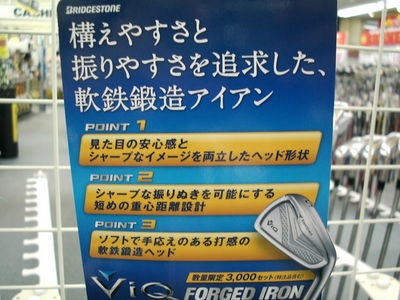 CASHI
BRIDGESTONE
構えやすさと
振りやすさを追求した、
軟鉄鍛造アイアン
POINT 1
見た目の安心感と
シャープなイメージを両立したヘッド形状
POINT 2
シャープな振りぬきを可能にする
短めの重心距離設計
POINT 3
ソフトで手応えのある打感の
軟鉄鍛造ヘッド
数量限定 3,000セット(特注品含む)
ViQ FORGED IRON